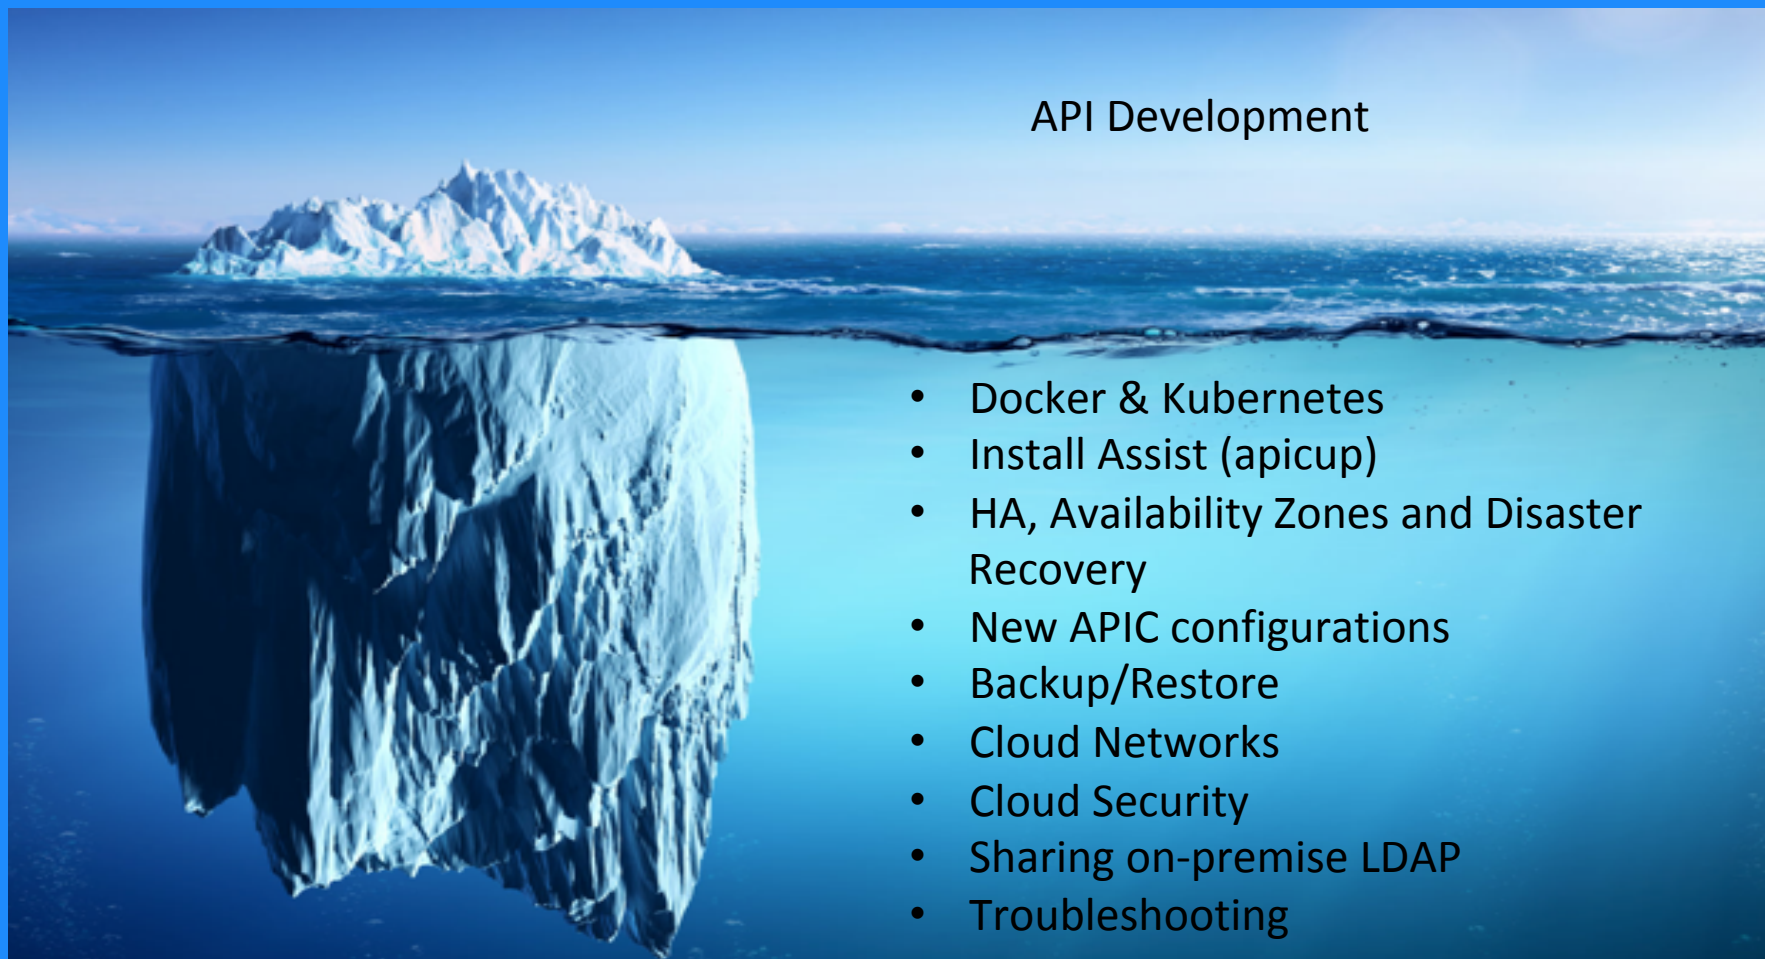 API Development
• Docker & Kubernetes
• Install Assist (apicup)
• HA, Availability Zones and Disaster
Recovery
• New APIC configurations
• Backup/Restore
• Cloud Networks
• Cloud Security
• Sharing on-premise LDAP
• Troubleshooting